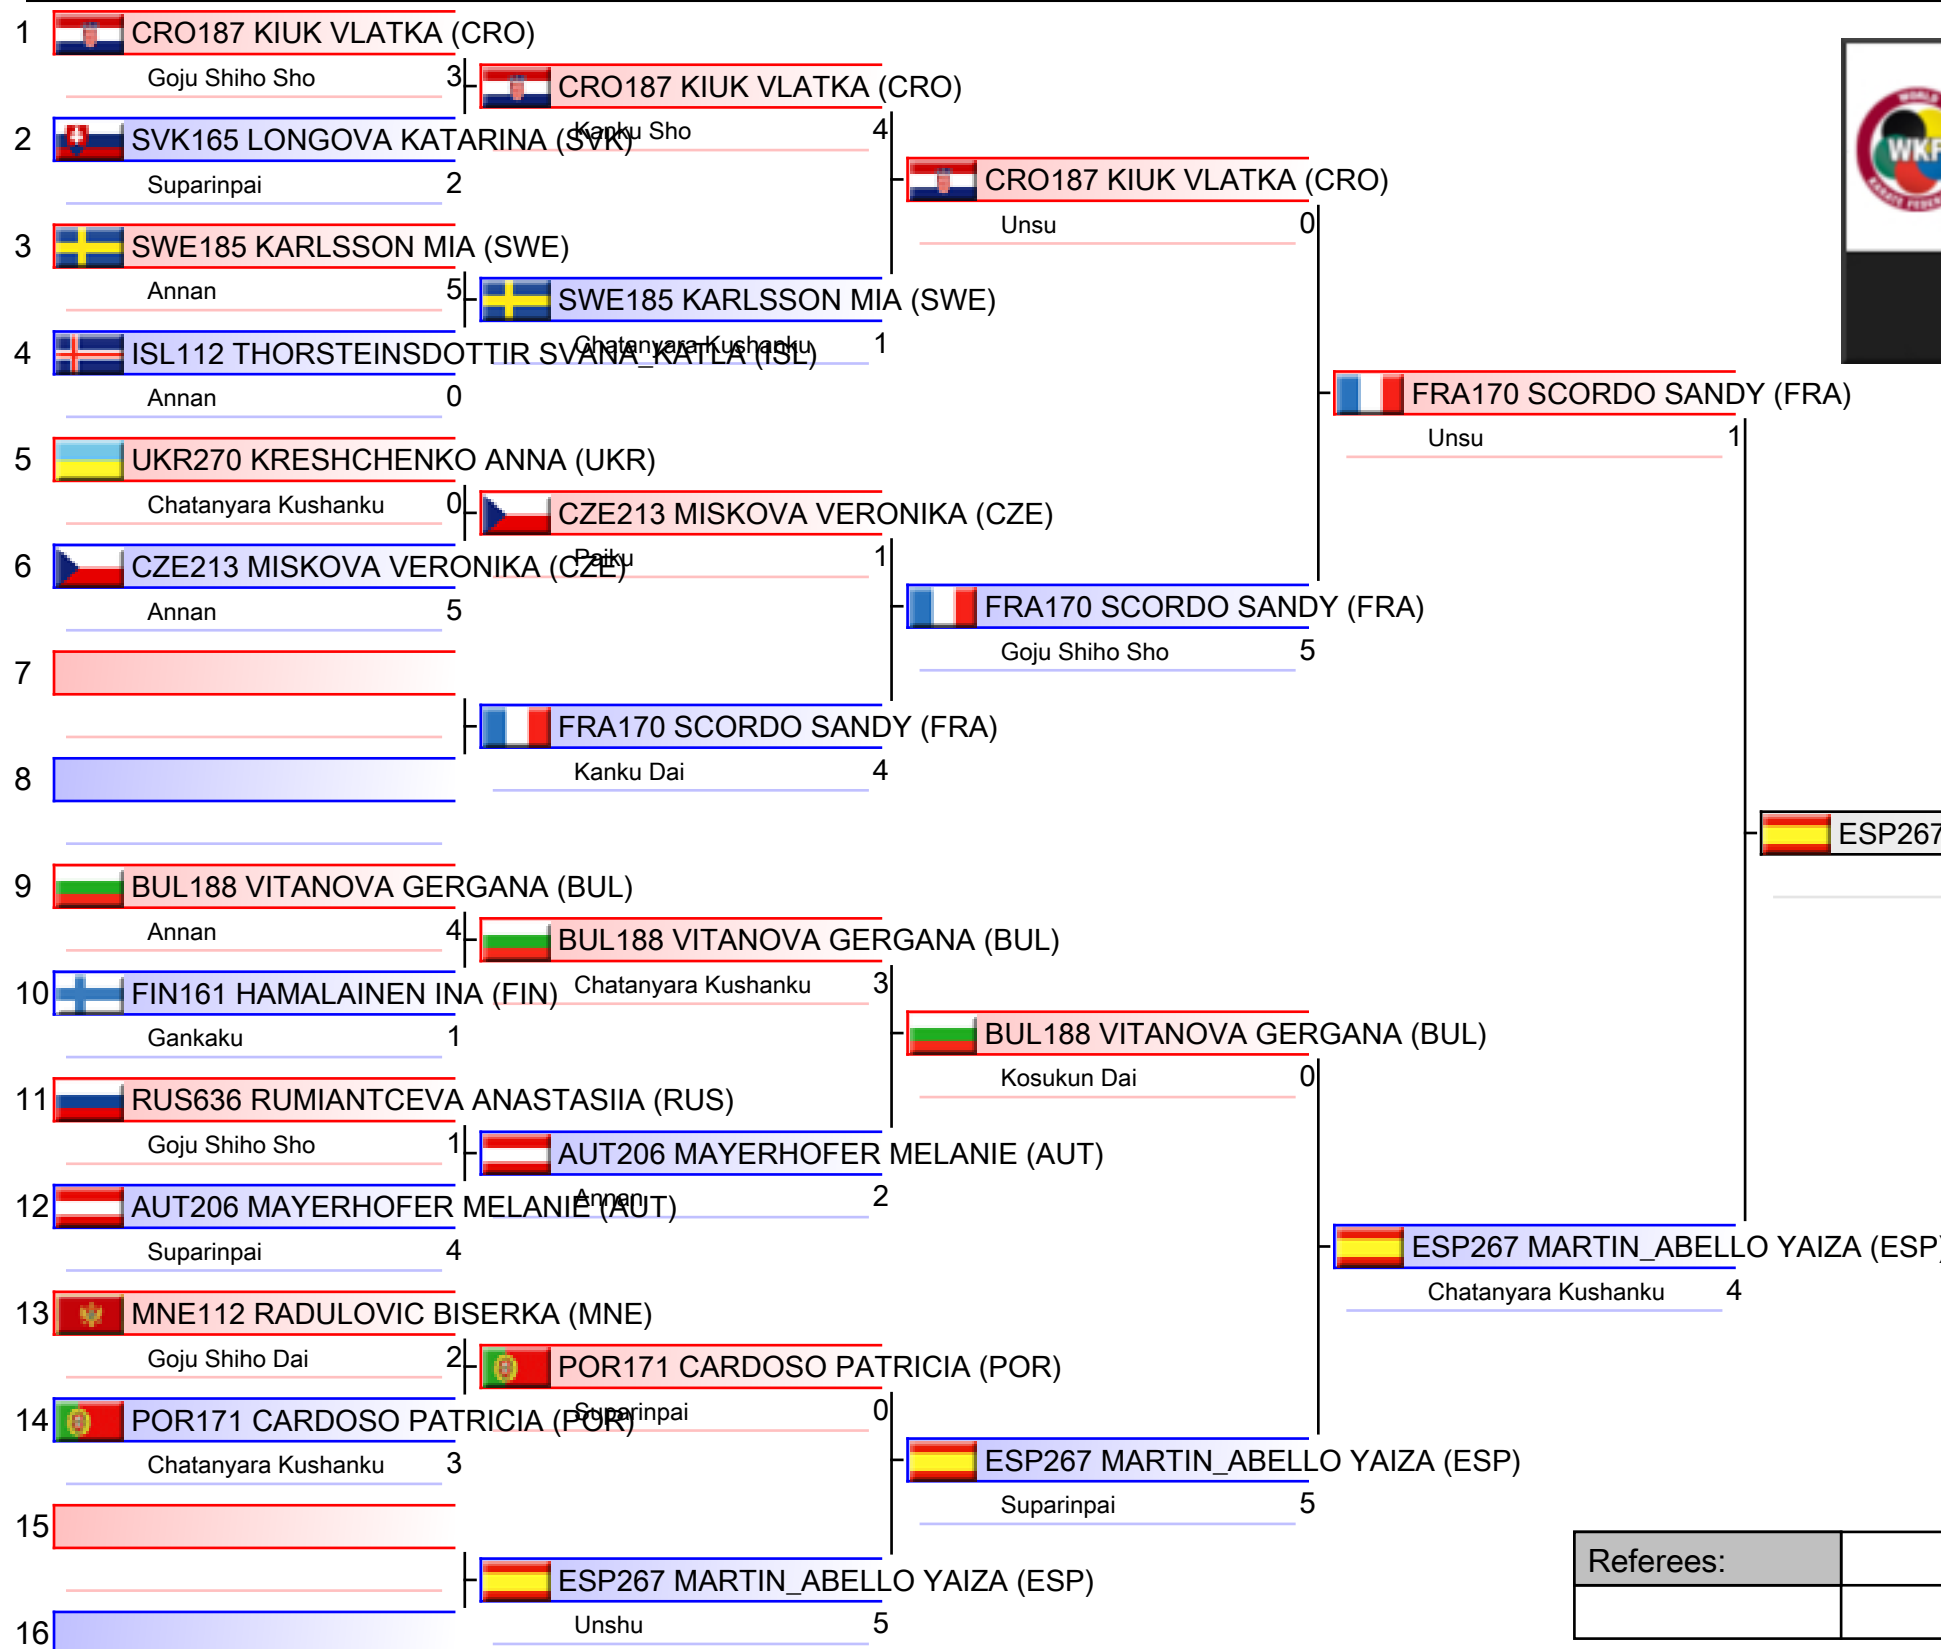 1 CRO187 KIUK VLATKA (CRO)
Goju Shiho Sho 3
2 SVK165 LONGOVA KATARINA (SVK)
Suparinpai 2
3 SWE185 KARLSSON MIA (SWE)
Annan 5
4 ISL112 THORSTEINSDOTTIR SVANA_KATLA (ISL)
Annan 0
5 UKR270 KRESHCHENKO ANNA (UKR)
Chatanyara Kushanku 0
6 CZE213 MISKOVA VERONIKA (CZE)
Annan 5
7
8
9 BUL188 VITANOVA GERGANA (BUL)
Annan 4
10 FIN161 HAMALAINEN INA (FIN)
Gankaku 1
11 RUS636 RUMIANTCEVA ANASTASIIA (RUS)
Goju Shiho Sho 1
12 AUT206 MAYERHOFER MELANIE (AUT)
Suparinpai 4
13 MNE112 RADULOVIC BISERKA (MNE)
Goju Shiho Dai 2
14 POR171 CARDOSO PATRICIA (POR)
Chatanyara Kushanku 3
15
16
CRO187 KIUK VLATKA (CRO)
Kanku Sho 4
SWE185 KARLSSON MIA (SWE)
Chatanyara Kushanku 1
CZE213 MISKOVA VERONIKA (CZE)
Paiku 1
FRA170 SCORDO SANDY (FRA)
Kanku Dai 4
BUL188 VITANOVA GERGANA (BUL)
Chatanyara Kushanku 3
AUT206 MAYERHOFER MELANIE (AUT)
Annan 2
POR171 CARDOSO PATRICIA (POR)
Suparinpai 0
ESP267 MARTIN_ABELLO YAIZA (ESP)
Unshu 5
CRO187 KIUK VLATKA (CRO)
Unsu 0
FRA170 SCORDO SANDY (FRA)
Goju Shiho Sho 5
BUL188 VITANOVA GERGANA (BUL)
Kosukun Dai 0
ESP267 MARTIN_ABELLO YAIZA (ESP)
Suparinpai 5
FRA170 SCORDO SANDY (FRA)
Unsu 1
ESP267 MARTIN_ABELLO YAIZA (ESP)
Chatanyara Kushanku 4
ESP267
WORLD
WKF
KARATE FEDER
Referees: